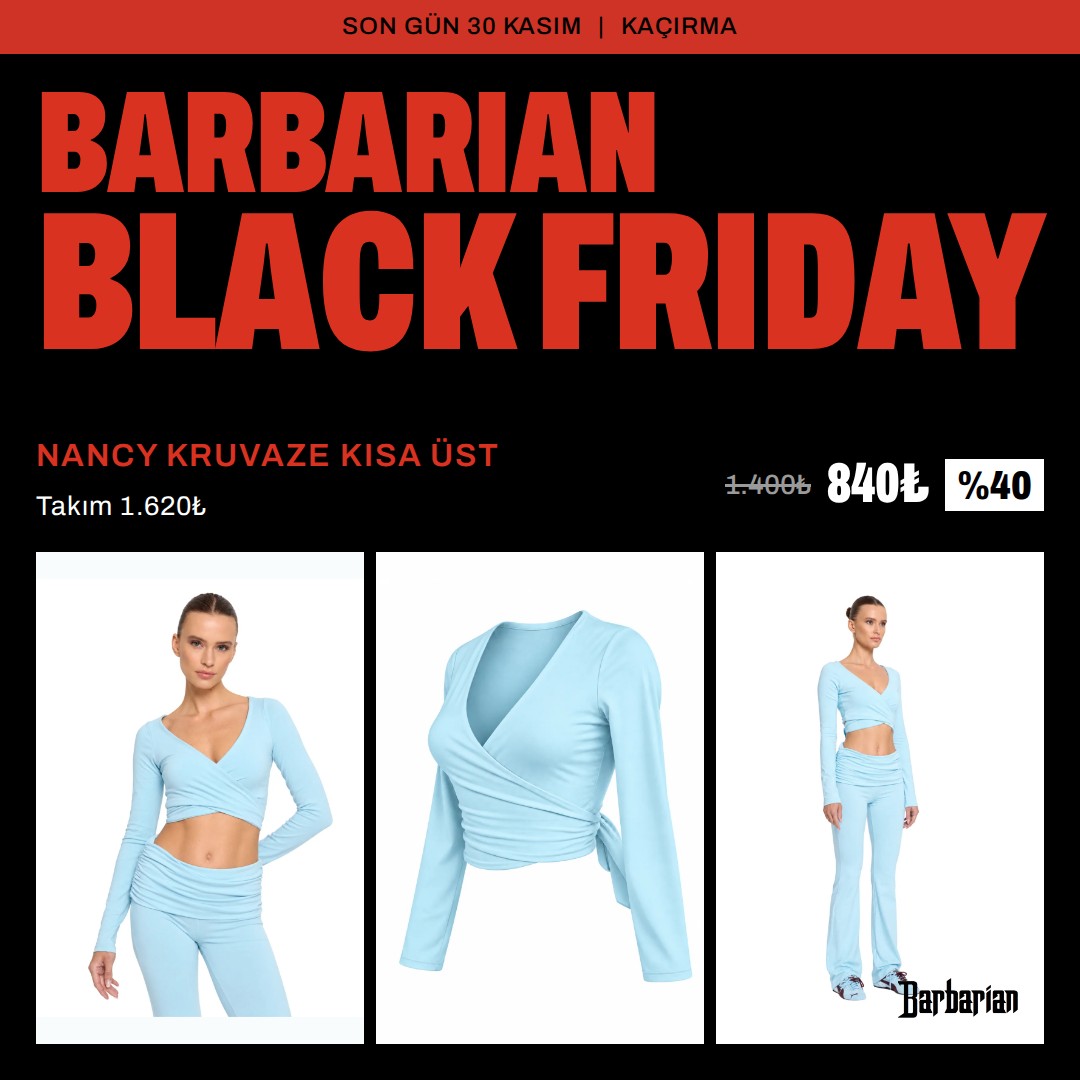 SON GÜN 30 KASIM | KAÇIRMA
BARBARIAN
BLACK FRIDAY
NANCY KRUVAZE KISA ÜST
Takım 1.620₺
1.400₺ 840₺ %40
Barbarian